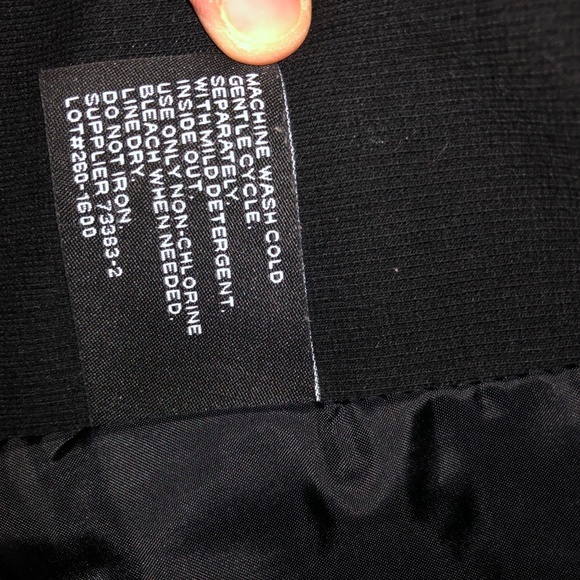 MACHINE WASH COLD
GENTLE CYCLE.
SEPARATELY.
WITH MILD DETERGENT.
INSIDE OUT.
USE ONLY NON-CHLORINE
BLEACH WHEN NEEDED.
LINE DRY.
DO NOT IRON.
SUPPLIER 73363-2
LOT#260-1600